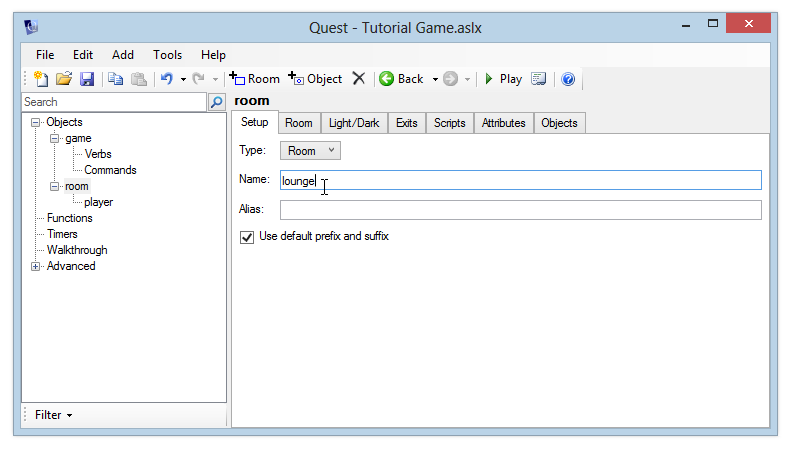 Quest - Tutorial Game.aslx
File Edit Add Tools Help
Room Object Back Play
Search
room
Objects
game
Verbs
Commands
room
player
Functions
Timers
Walkthrough
Advanced
Filter
Setup Room Light/Dark Exits Scripts Attributes Objects
Type: Room
Name: lounge
Alias:
Use default prefix and suffix